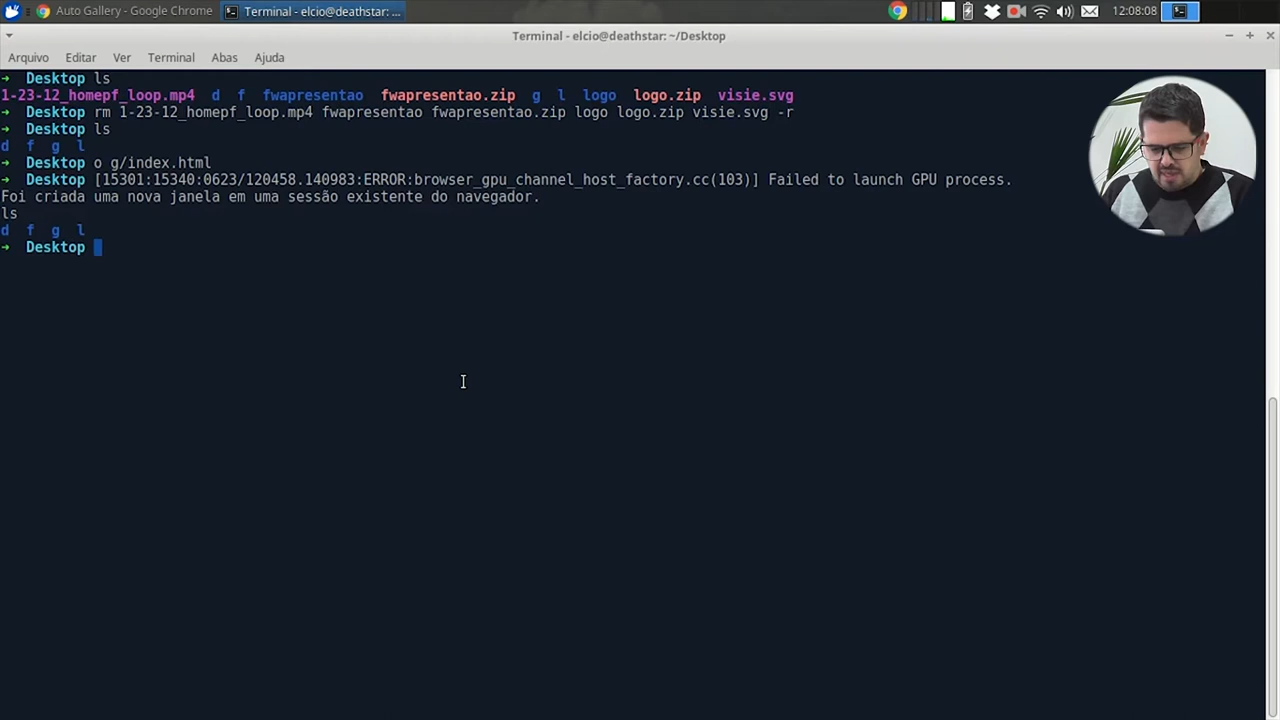 Auto Gallery - Google Chrome
Terminal - elcio@deathstar: ...
12:08:08
Terminal - elcio@deathstar: ~/Desktop
Arquivo Editar Ver Terminal Abas Ajuda
➜ Desktop ls
1-23-12_homepf_loop.mp4 d f fwapresentao fwapresentao.zip g l logo logo.zip visie.svg
➜ Desktop rm 1-23-12_homepf_loop.mp4 fwapresentao fwapresentao.zip logo logo.zip visie.svg -r
➜ Desktop ls
d f g l
➜ Desktop o g/index.html
➜ Desktop [15301:15340:0623/120458.140983:ERROR:browser_gpu_channel_host_factory.cc(103)] Failed to launch GPU process.
Foi criada uma nova janela em uma sessão existente do navegador.
ls
d f g l
➜ Desktop